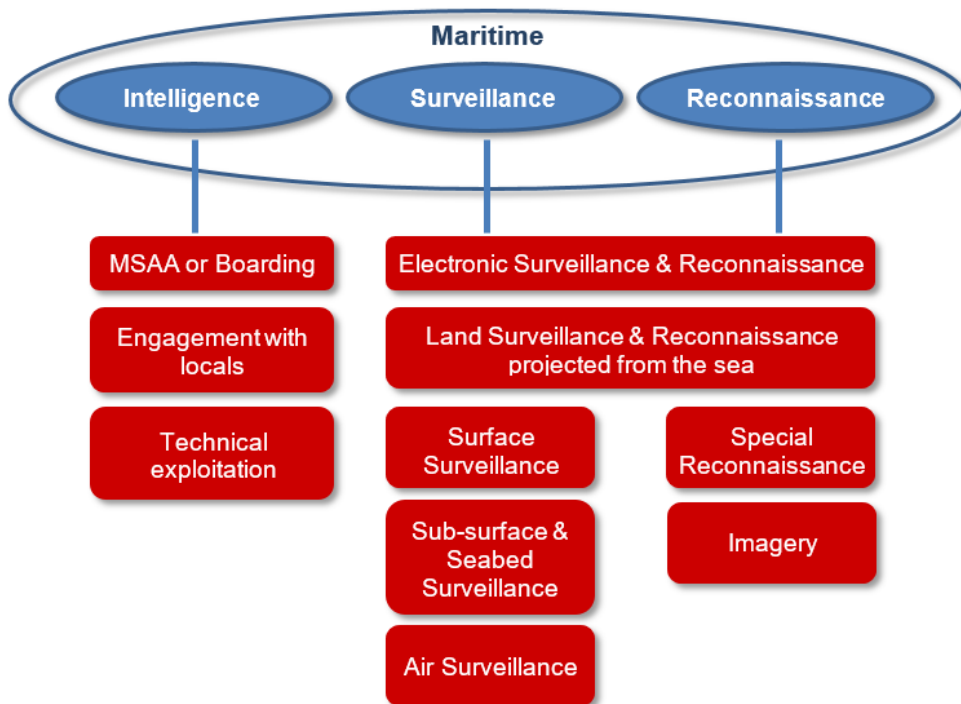 Maritime
Intelligence
Surveillance
Reconnaissance
MSAA or Boarding
Electronic Surveillance & Reconnaissance
Engagement with
locals
Land Surveillance & Reconnaissance
projected from the sea
Technical
exploitation
Surface
Surveillance
Special
Reconnaissance
Sub-surface &
Seabed
Surveillance
Imagery
Air Surveillance